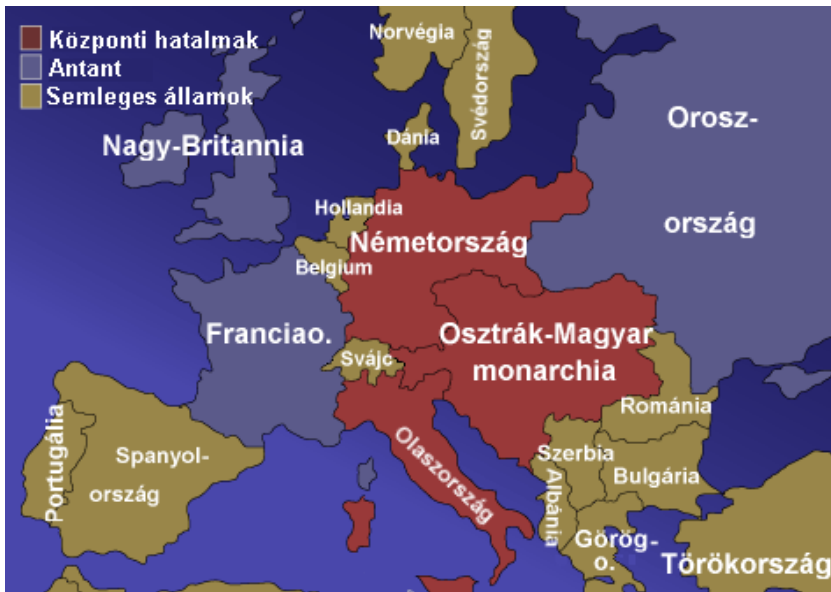 Központi hatalmak
Antant
Semleges államok
Norvégia
Svédország
Dánia
Orosz-
ország
Nagy-Britannia
Hollandia
Németország
Belgium
Franciao.
Osztrák-Magyar
monarchia
Svájc
Románia
Olaszország
Szerbia
Bulgária
Albánia
Portugália
Spanyol-
ország
Görög-
o.
Törökország